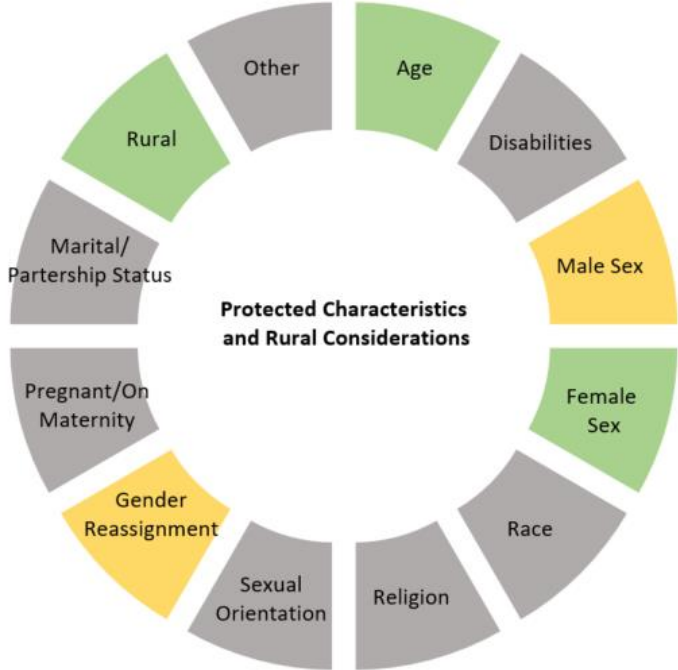 Other
Age
Rural
Disabilities
Marital/
Partership Status
Male Sex
Protected Characteristics
and Rural Considerations
Pregnant/On
Maternity
Female
Sex
Gender
Reassignment
Race
Sexual
Orientation
Religion